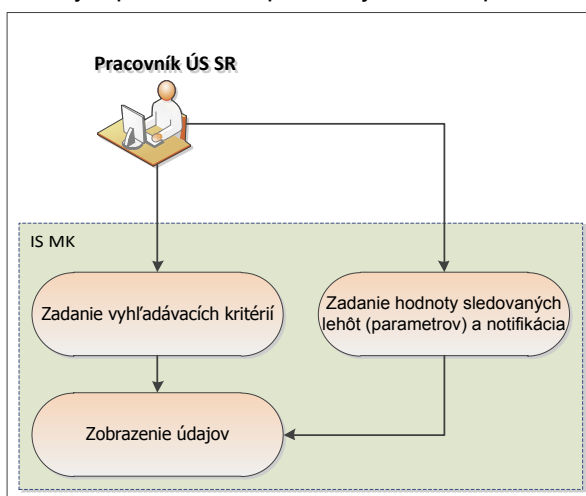 Pracovník ÚS SR
IS MK
Zadanie vyhľadávacích kritérií
Zadanie hodnoty sledovaných
lehôt (parametrov) a notifikácia
Zobrazenie údajov